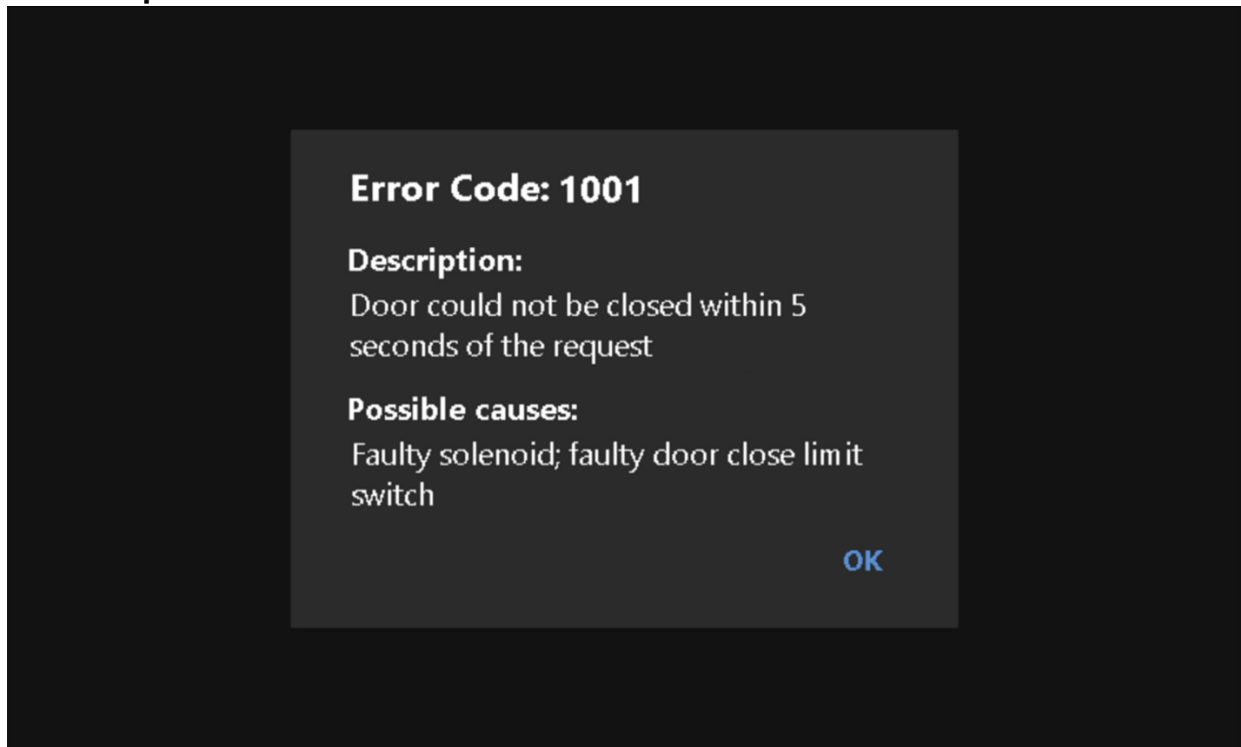 Error Code: 1001
Description:
Door could not be closed within 5
seconds of the request
Possible causes:
Faulty solenoid; faulty door close limit
switch
OK